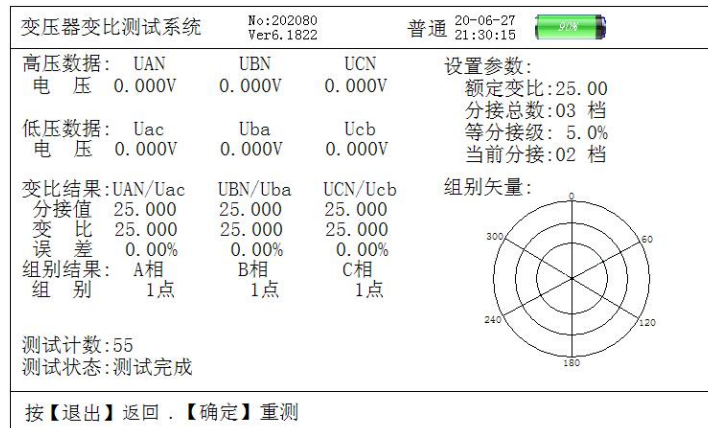 变压器变比测试系统 No:202080 普通 20-06-27
Ver6.1822 21:30:15
高压数据: UAN UBN UCN 设置参数:
电 压 0.000V 0.000V 0.000V 额定变比:25.00
分接总数:03 档
低压数据: Uac Uba Ucb 等分接级: 5.0%
电 压 0.000V 0.000V 0.000V 当前分接:02 档
变比结果:UAN/Uac UBN/Uba UCN/Ucb 组别矢量:
分接值 25.000 25.000 25.000
变 比 25.000 25.000 25.000
误 差 0.00% 0.00% 0.00%
组别结果: A相 B相 C相
组 别 1点 1点 1点
0
300 60
240 120
180
测试计数:55
测试状态:测试完成
按【退出】返回.【确定】重测